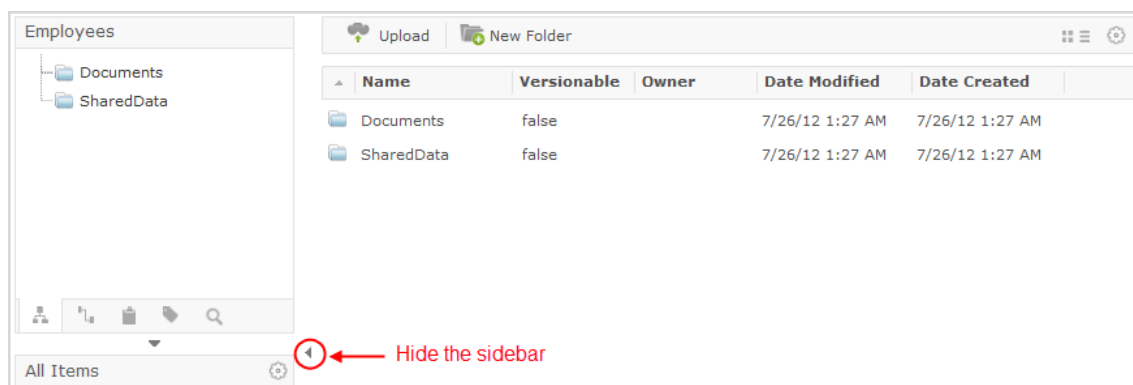 Employees
Documents
SharedData
All Items
Upload New Folder
Name Versionable Owner Date Modified Date Created
Documents false 7/26/12 1:27 AM 7/26/12 1:27 AM
SharedData false 7/26/12 1:27 AM 7/26/12 1:27 AM
Hide the sidebar